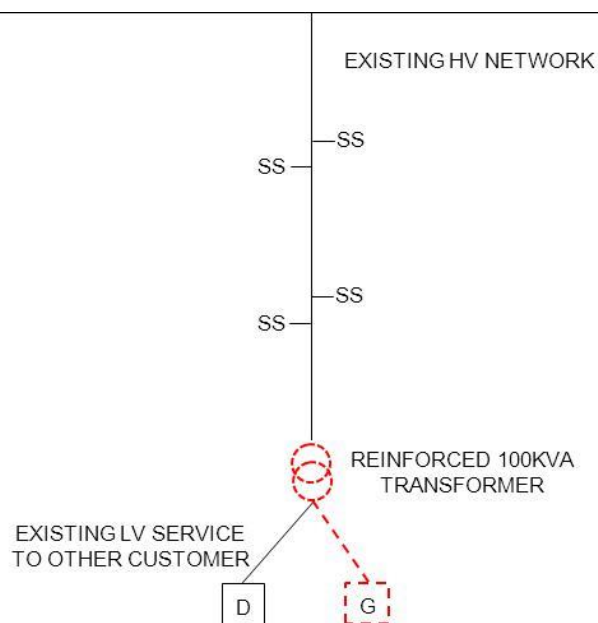 EXISTING HV NETWORK
SS
SS
SS
SS
REINFORCED 100KVA
TRANSFORMER
EXISTING LV SERVICE
TO OTHER CUSTOMER
D
G